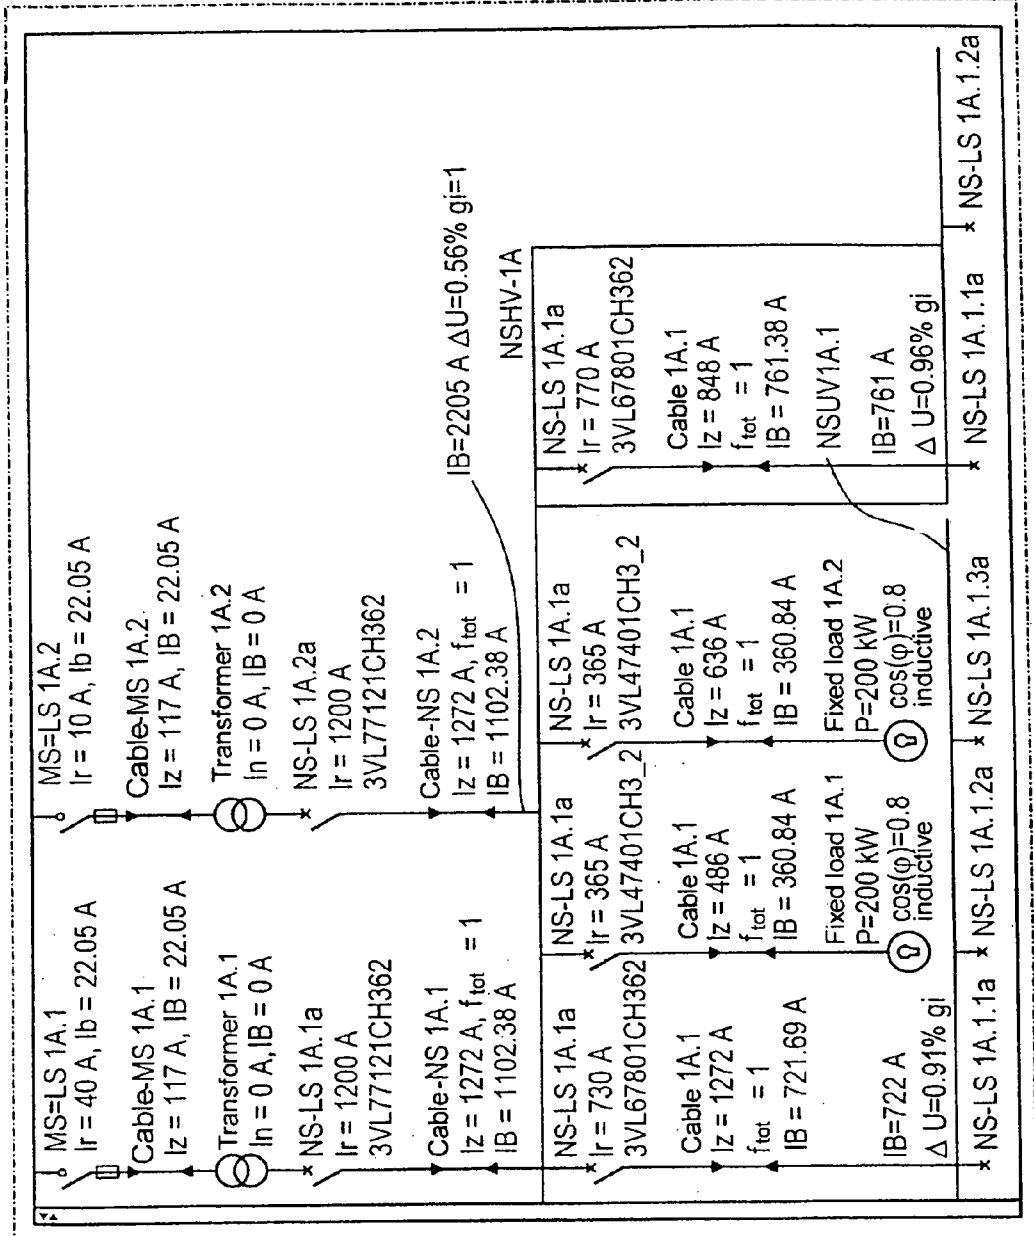 MS=LS 1A.1
Ir = 40 A, Ib = 22.05 A
Cable-MS 1A.1
Iz = 117 A, IB = 22.05 A
Transformer 1A.1
In = 0 A, IB = 0 A
NS-LS 1A.1a
Ir = 1200 A
3VL77121CH362
Cable-NS 1A.1
Iz = 1272 A, ftot = 1
IB = 1102.38 A
MS=LS 1A.2
Ir = 10 A, Ib = 22.05 A
Cable-MS 1A.2
Iz = 117 A, IB = 22.05 A
Transformer 1A.2
In = 0 A, IB = 0 A
NS-LS 1A.2a
Ir = 1200 A
3VL77121CH362
Cable-NS 1A.2
Iz = 1272 A, ftot = 1
IB = 1102.38 A
IB=2205 A ΔU=0.56% gi=1
NSHV-1A
NS-LS 1A.1a
Ir = 730 A
3VL67801CH362
Cable 1A.1
Iz = 1272 A
ftot = 1
IB = 721.69 A
IB=722 A
ΔU=0.91% gi
NS-LS 1A.1.1a
NS-LS 1A.1a
Ir = 365 A
3VL47401CH3_2
Cable 1A.1
Iz = 486 A
ftot = 1
IB = 360.84 A
Fixed load 1A.1
P=200 kW
cos(φ)=0.8
inductive
NS-LS 1A.1.2a
NS-LS 1A.1a
Ir = 365 A
3VL47401CH3_2
Cable 1A.1
Iz = 636 A
ftot = 1
IB = 360.84 A
Fixed load 1A.2
P=200 kW
cos(φ)=0.8
inductive
NS-LS 1A.1.3a
NS-LS 1A.1a
Ir = 770 A
3VL67801CH362
Cable 1A.1
Iz = 848 A
ftot = 1
IB = 761.38 A
NSUV1A.1
IB=761 A
Δ U=0.96% gi
NS-LS 1A.1.1a
NS-LS 1A.1.2a